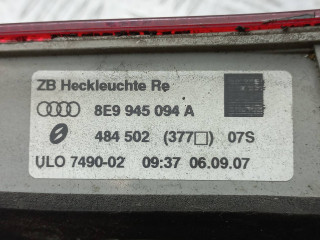 ZB Heckleuchte Re
8E9 945 094 A
484 502 (377□) 07S
ULO 7490-02 09:37 06.09.07